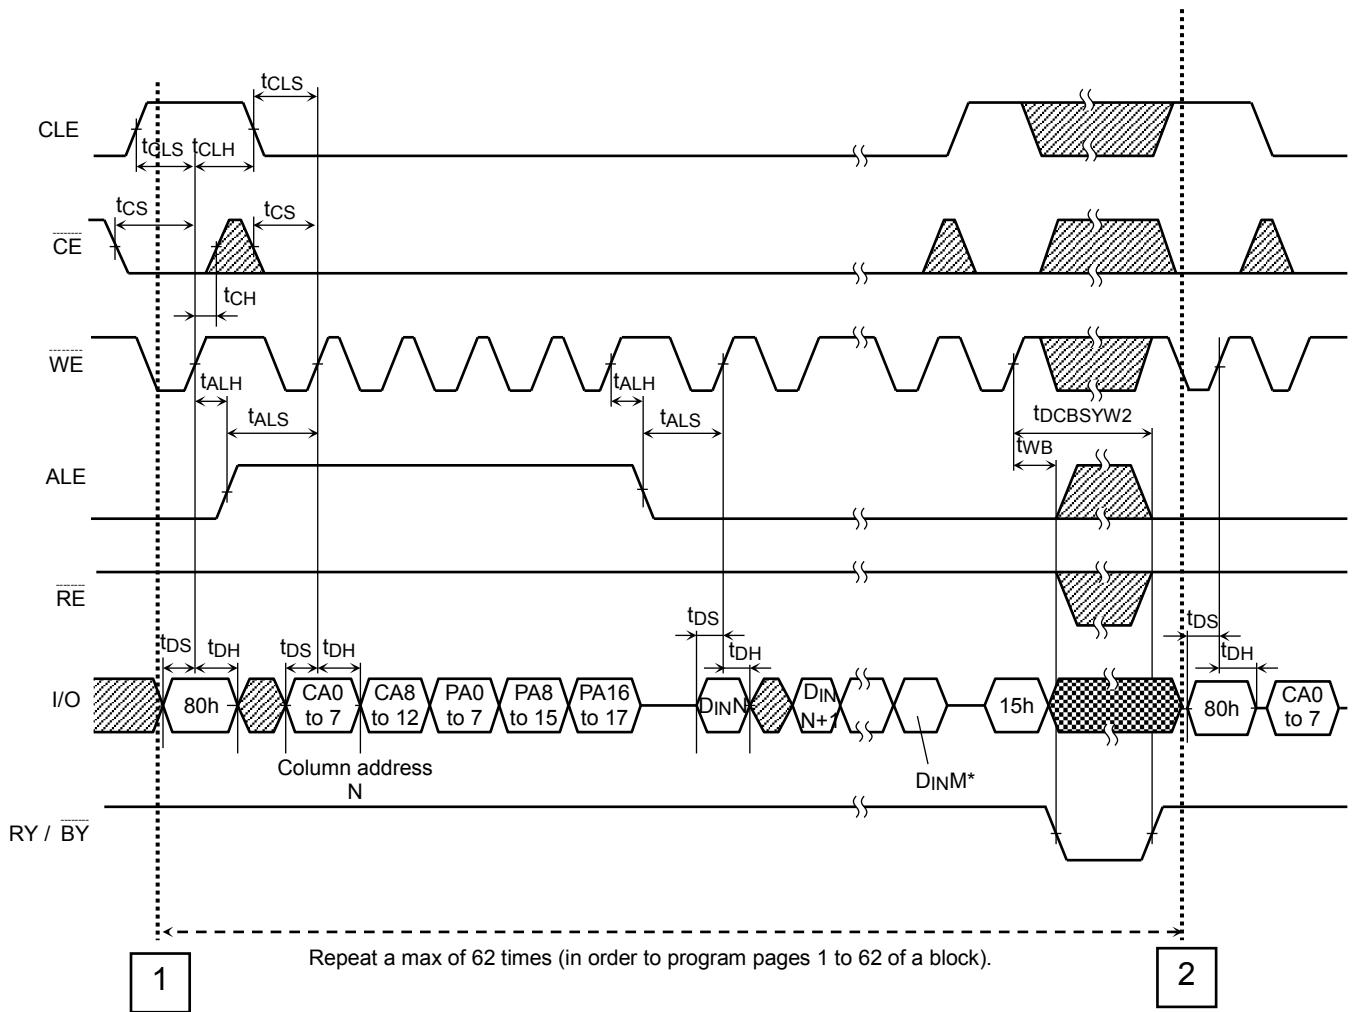 tCLS
CLE
tCLS tCLH
tCS
tCS
CE
tCH
WE
tALH
tALH
tALS
tALS
tDCBSYW2
tWB
ALE
RE
tDS tDH
tDS tDH
tDS
tDH
tDS
tDH
I/O
80h
CA0
to 7
CA8
to 12
PA0
to 7
PA8
to 15
PA16
to 17
DINN
DIN
N+1
15h
80h
CA0
to 7
Column address
N
DINM*
RY / BY
Repeat a max of 62 times (in order to program pages 1 to 62 of a block).
1
2